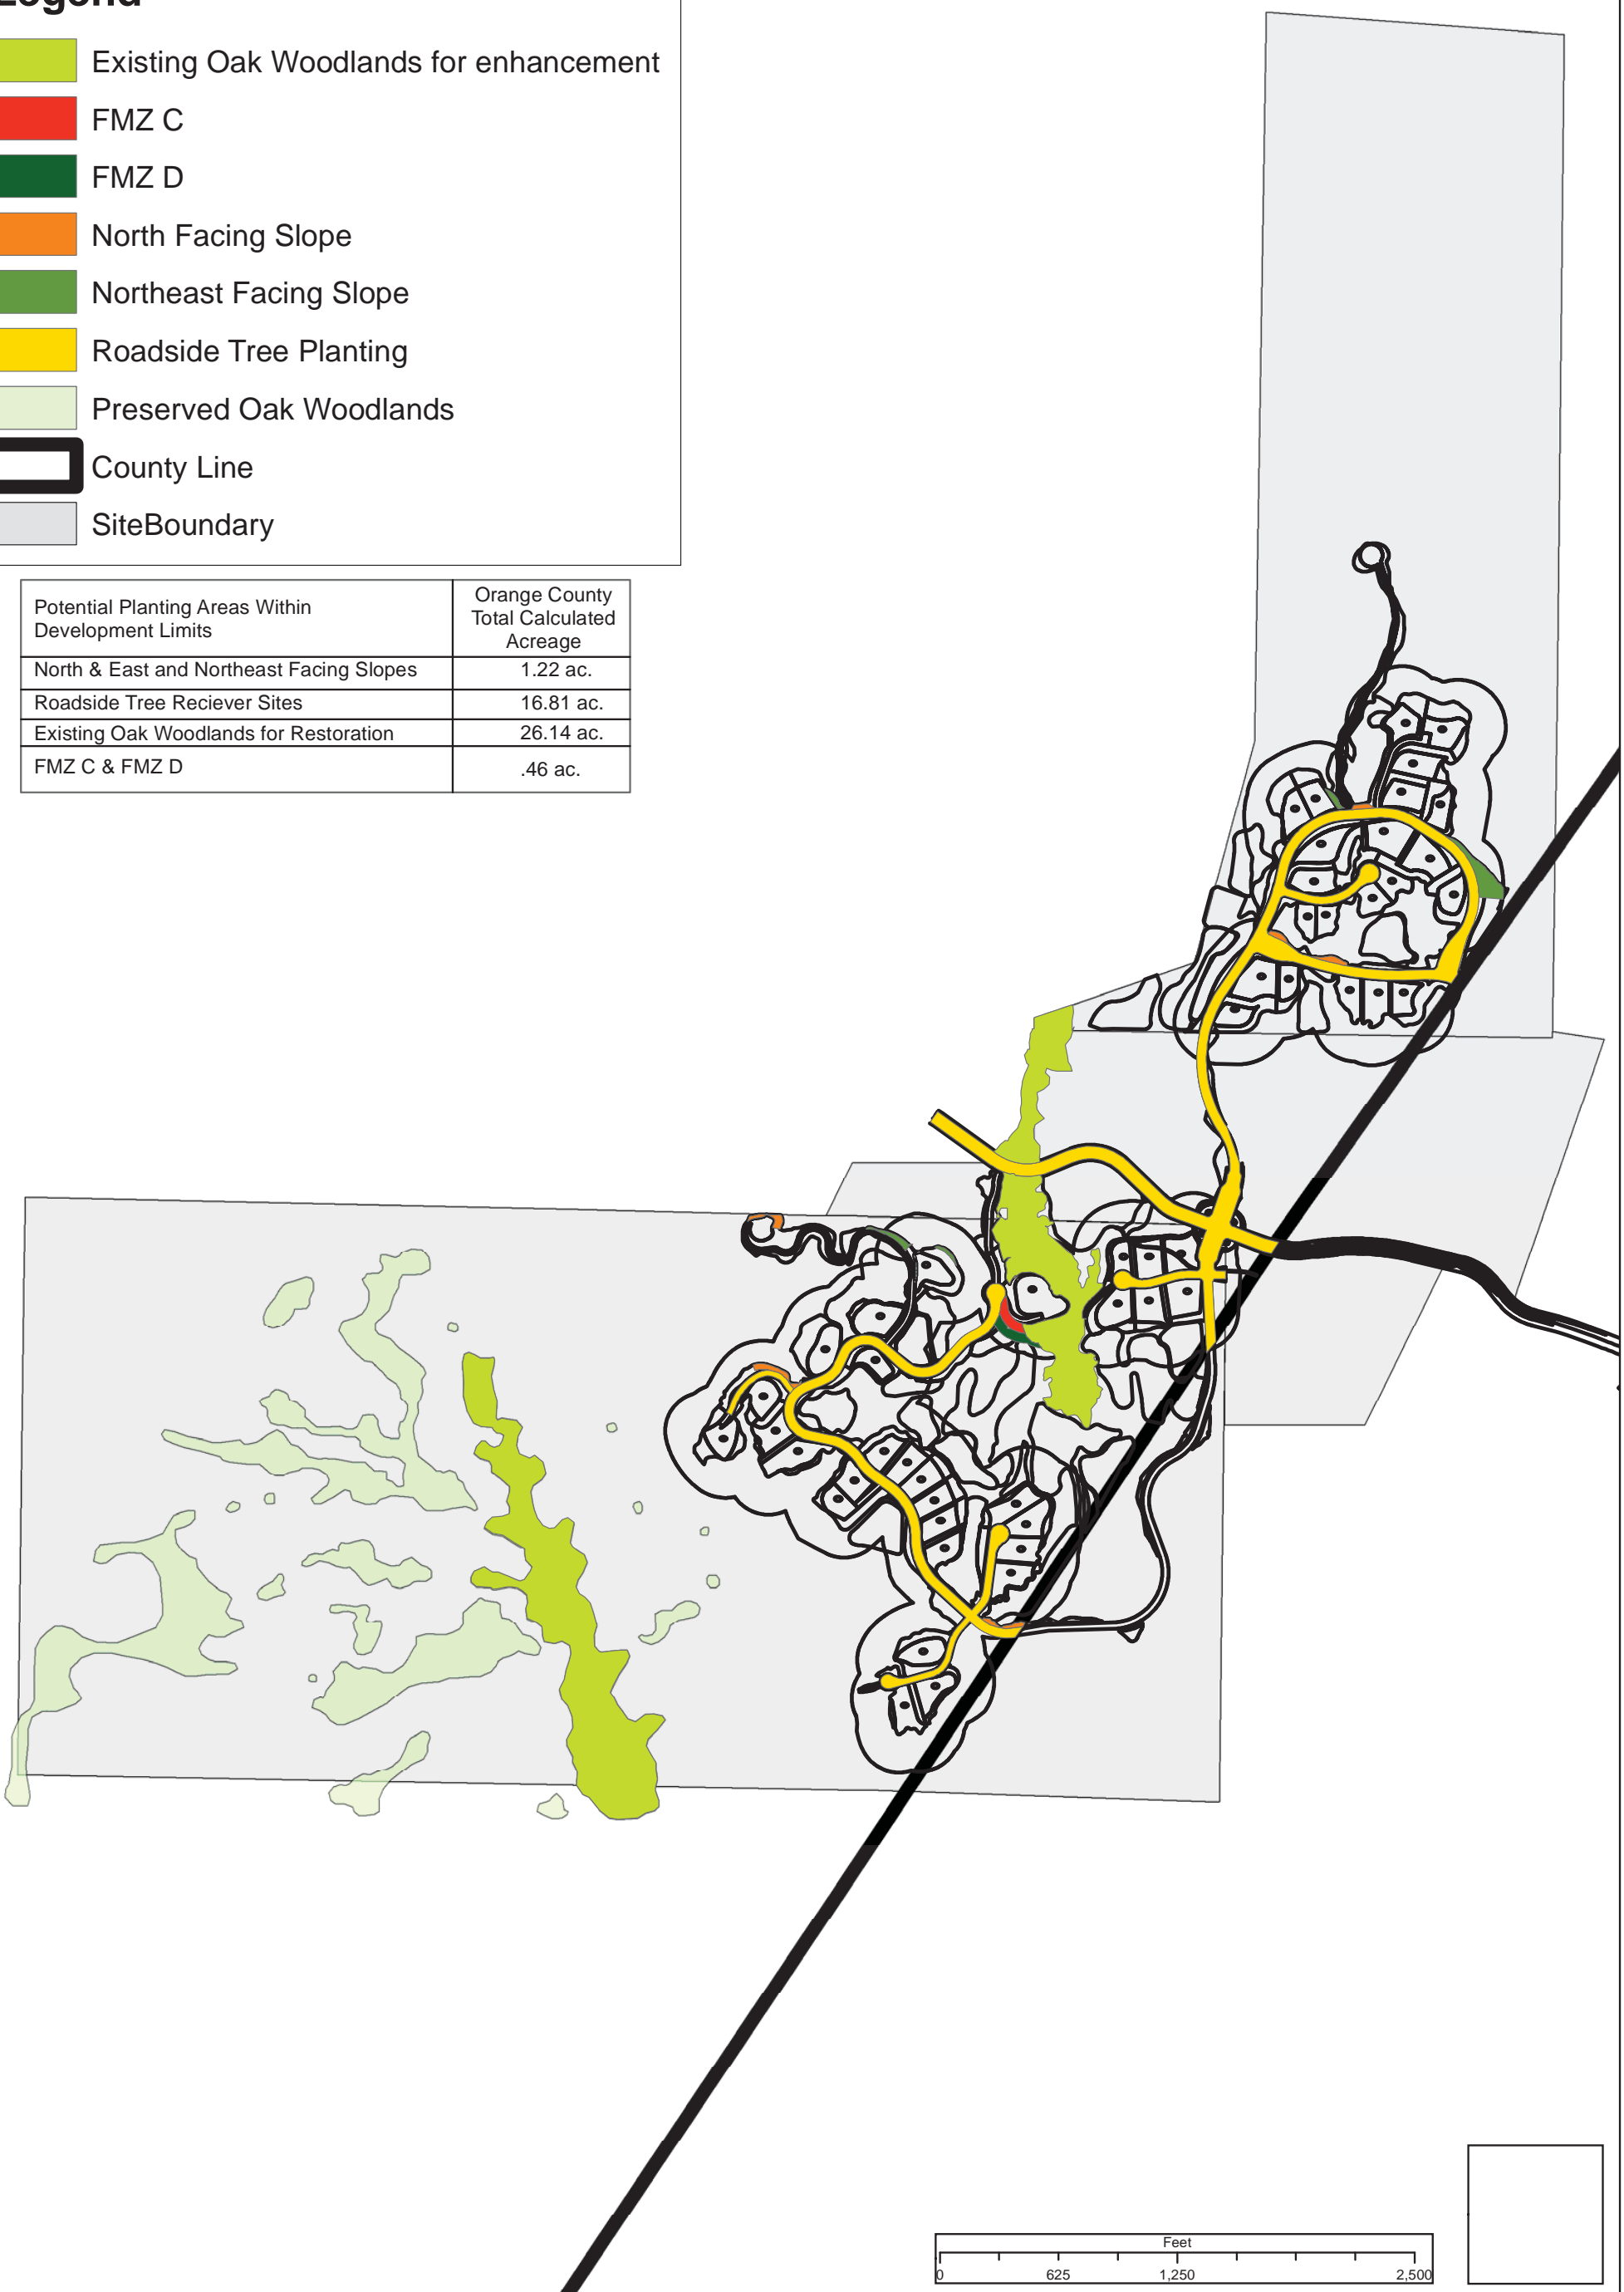 Legend
Existing Oak Woodlands for enhancement
FMZ C
FMZ D
North Facing Slope
Northeast Facing Slope
Roadside Tree Planting
Preserved Oak Woodlands
County Line
SiteBoundary
Potential Planting Areas Within
Development Limits
Orange County
Total Calculated
Acreage
North & East and Northeast Facing Slopes 1.22 ac.
Roadside Tree Reciever Sites 16.81 ac.
Existing Oak Woodlands for Restoration 26.14 ac.
FMZ C & FMZ D .46 ac.
Feet
0 625 1,250 2,500